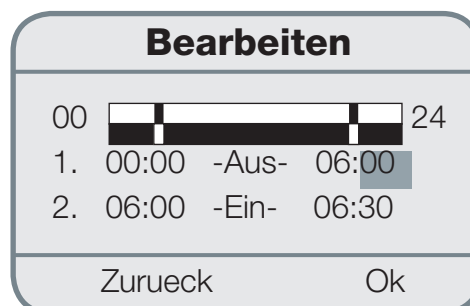 Bearbeiten
00 24
1. 00:00 -Aus- 06:00
2. 06:00 -Ein- 06:30
Zurueck Ok